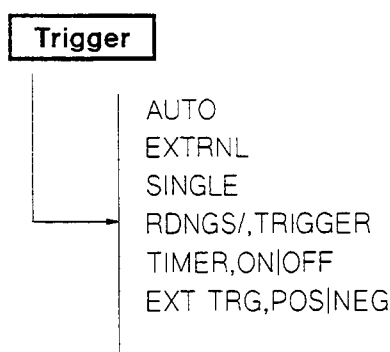 Trigger
AUTO
EXTRNL
SINGLE
RDNGS/,TRIGGER
TIMER,ON|OFF
EXT TRG,POS|NEG